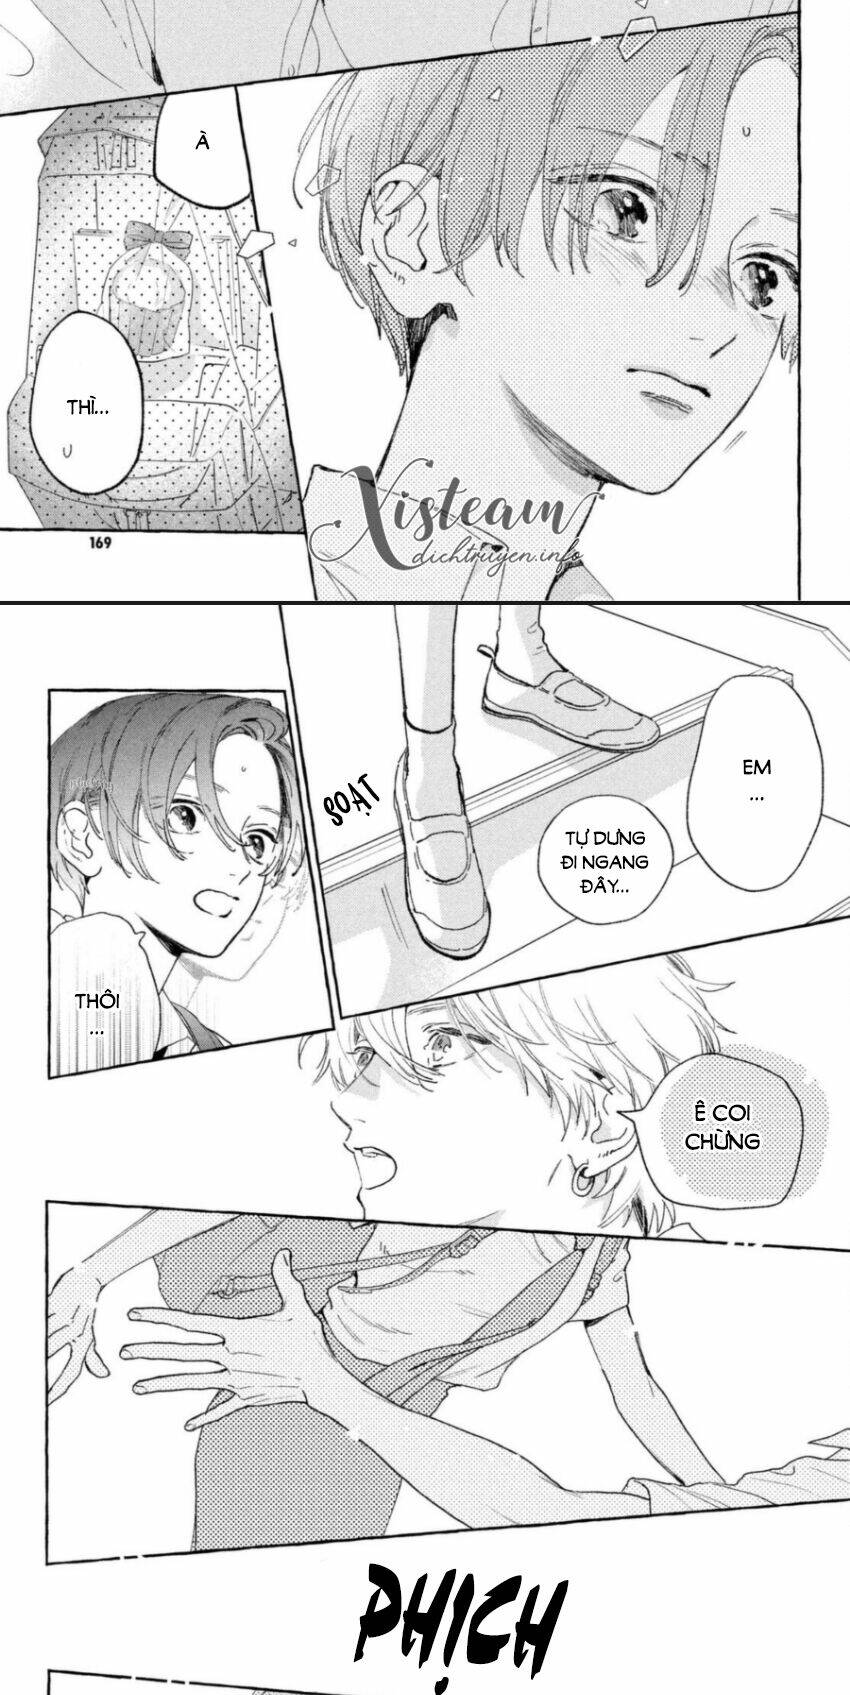 À
THÌ...
Xisteam
dichtruyen.info
169
EM
...
TỰ DƯNG
ĐI NGANG
ĐÂY...
SOẠT
THÔI
...
Ê COI
CHỪNG
PHỊCH